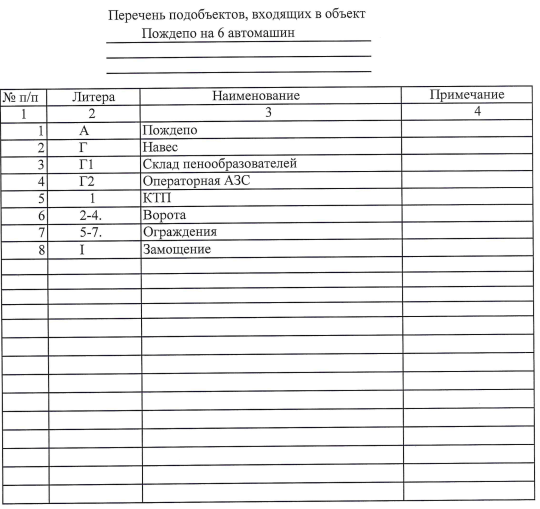 Перечень подобъектов, входящих в объект
Пождепо на 6 автомашин
№ п/п Литера Наименование Примечание
1 2 3 4
1 А Пождепо
2 Г Навес
3 Г1 Склад пенообразователей
4 Г2 Операторная АЗС
5 1 КТП
6 2-4. Ворота
7 5-7. Ограждения
8 I Замощение